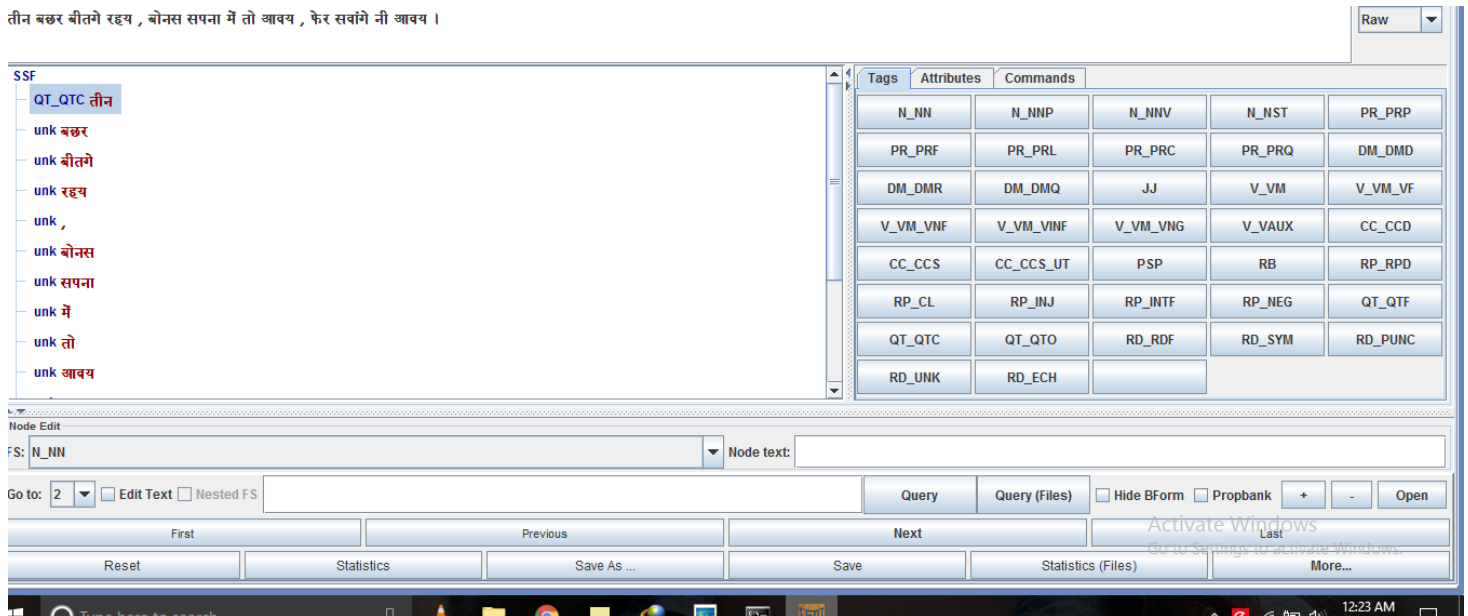 तीन बछर बीतगे रहय , बोनस सपना में तो आवय , फेर सवांगे नी आवय ।
Raw
SSF
QT_QTC तीन
unk बछर
unk बीतगे
unk रहय
unk ,
unk बोनस
unk सपना
unk में
unk तो
unk आवय
Tags Attributes Commands
N_NN N_NNP N_NNV N_NST PR_PRP
PR_PRF PR_PRL PR_PRC PR_PRQ DM_DMD
DM_DMR DM_DMQ JJ V_VM V_VM_VF
V_VM_VNF V_VM_VINF V_VM_VNG V_VAUX CC_CCD
CC_CCS CC_CCS_UT PSP RB RP_RPD
RP_CL RP_INJ RP_INTF RP_NEG QT_QTF
QT_QTC QT_QTO RD_RDF RD_SYM RD_PUNC
RD_UNK RD_ECH
Node Edit
FS: N_NN Node text:
Go to: 2 Edit Text Nested FS Query Query (Files) Hide BForm Propbank + - Open
First Previous Next Last
Activate Windows
Go to Settings to activate Windows.
Reset Statistics Save As ... Save Statistics (Files) More...
Type here to search
12:23 AM